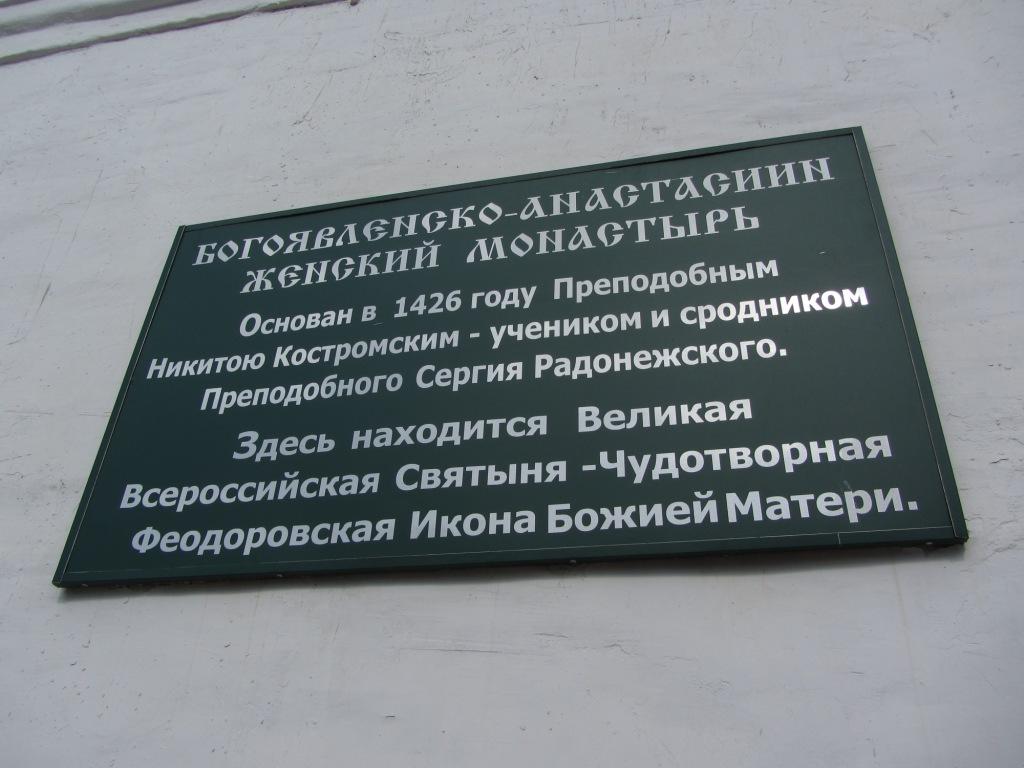 БОГОЯВЛЕНСКО-АНАСТАСИИН
ЖЕНСКИЙ МОНАСТЫРЬ
Основан в 1426 году Преподобным
Никитою Костромским - учеником и сродником
Преподобного Сергия Радонежского.
Здесь находится Великая
Всероссийская Святыня -Чудотворная
Феодоровская Икона Божией Матери.